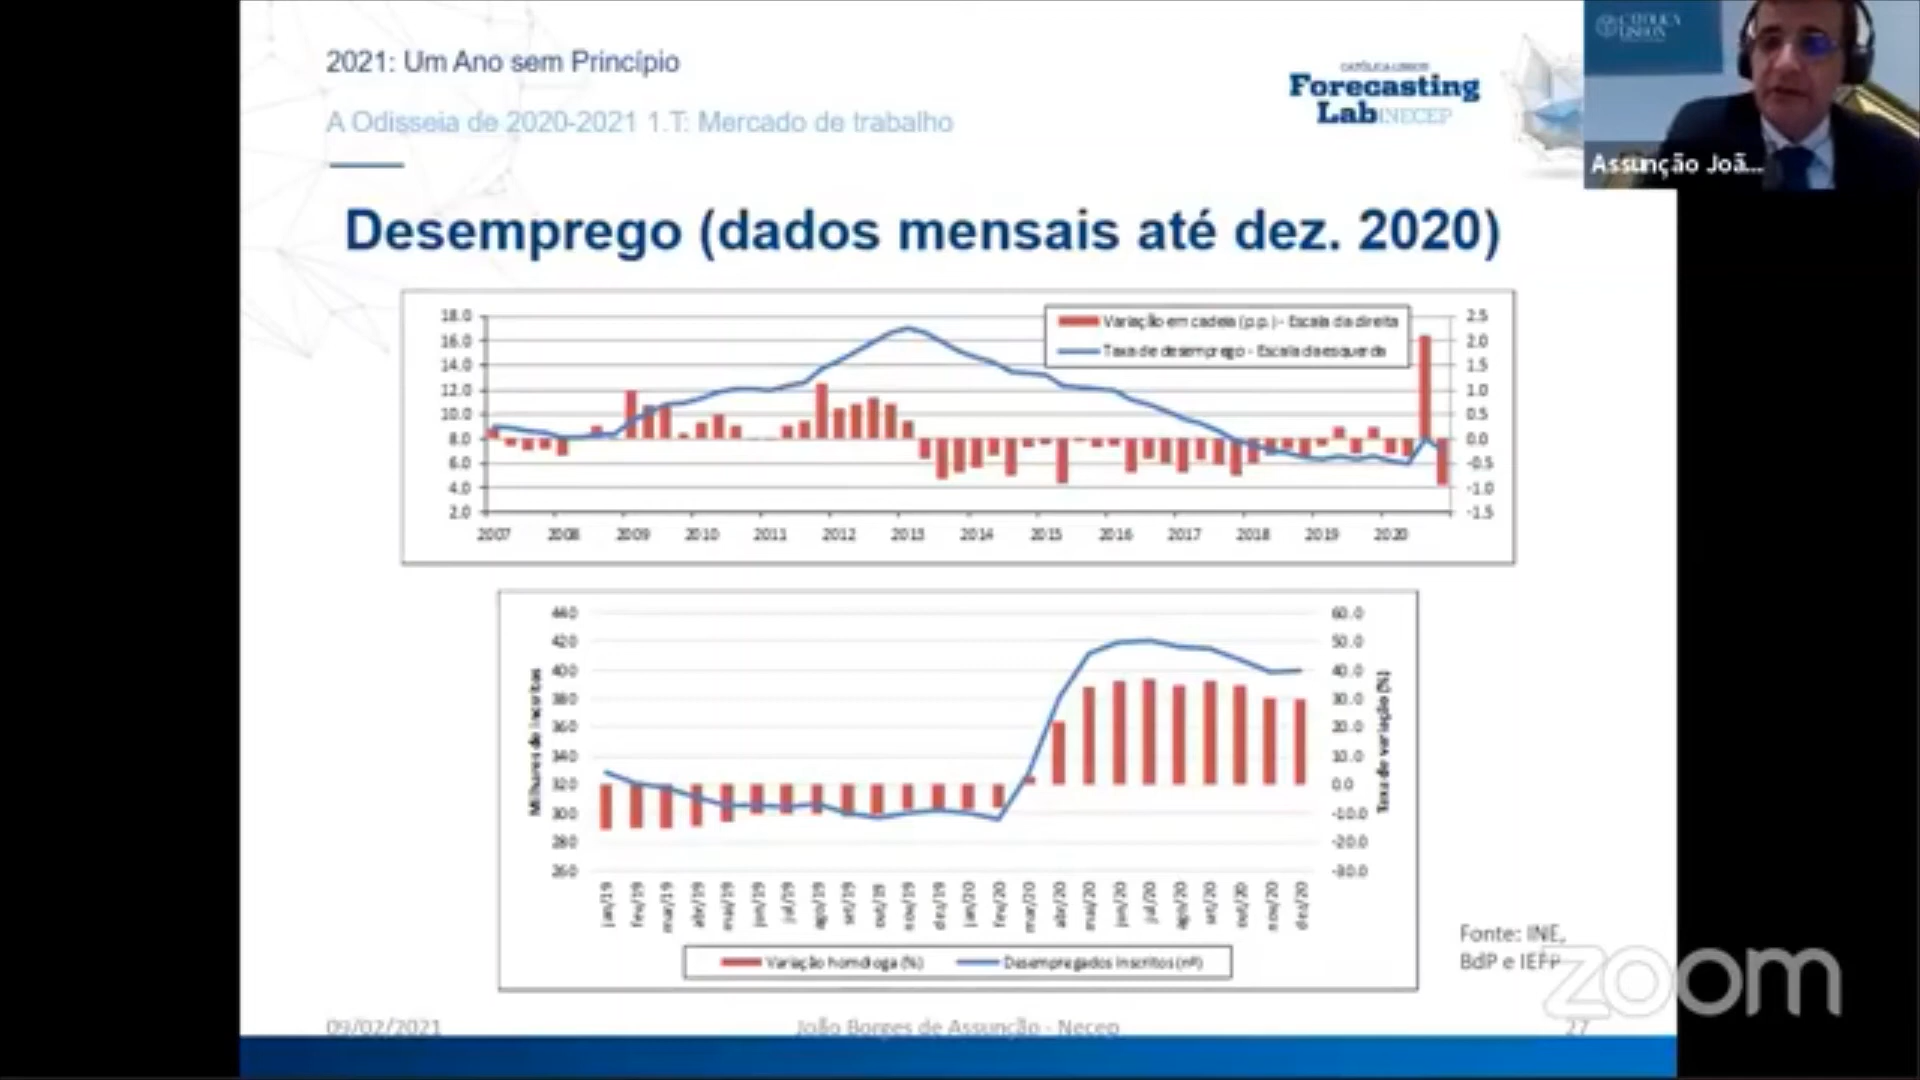 2021: Um Ano sem Princípio
A Odisseia de 2020-2021 1.T: Mercado de trabalho
CATÓLICA-LISBON
Forecasting
Lab NECEP
CATÓLICA
LISBON
Assunção Joã...
Desemprego (dados mensais até dez. 2020)
18.0
16.0
14.0
12.0
10.0
8.0
6.0
4.0
2.0
Variação em cadeia (p.p.) - Escala da direita
Taxa de desemprego - Escala da esquerda
2.5
2.0
1.5
1.0
0.5
0.0
-0.5
-1.0
-1.5
2007 2008 2009 2010 2011 2012 2013 2014 2015 2016 2017 2018 2019 2020
Milhares de inscritos
440
420
400
380
360
340
320
300
280
260
60.0
50.0
40.0
30.0
20.0
10.0
0.0
-10.0
-20.0
-30.0
Taxa de variação (%)
jan/19 fev/19 mar/19 abr/19 mai/19 jun/19 jul/19 ago/19 set/19 out/19 nov/19 dez/19 jan/20 fev/20 mar/20 abr/20 mai/20 jun/20 jul/20 ago/20 set/20 out/20 nov/20 dez/20
Variação homóloga (%)
Desempregados inscritos (nº)
Fonte: INE,
BdP e IEFP
zoom
09/02/2021
João Borges de Assunção - Necep
27